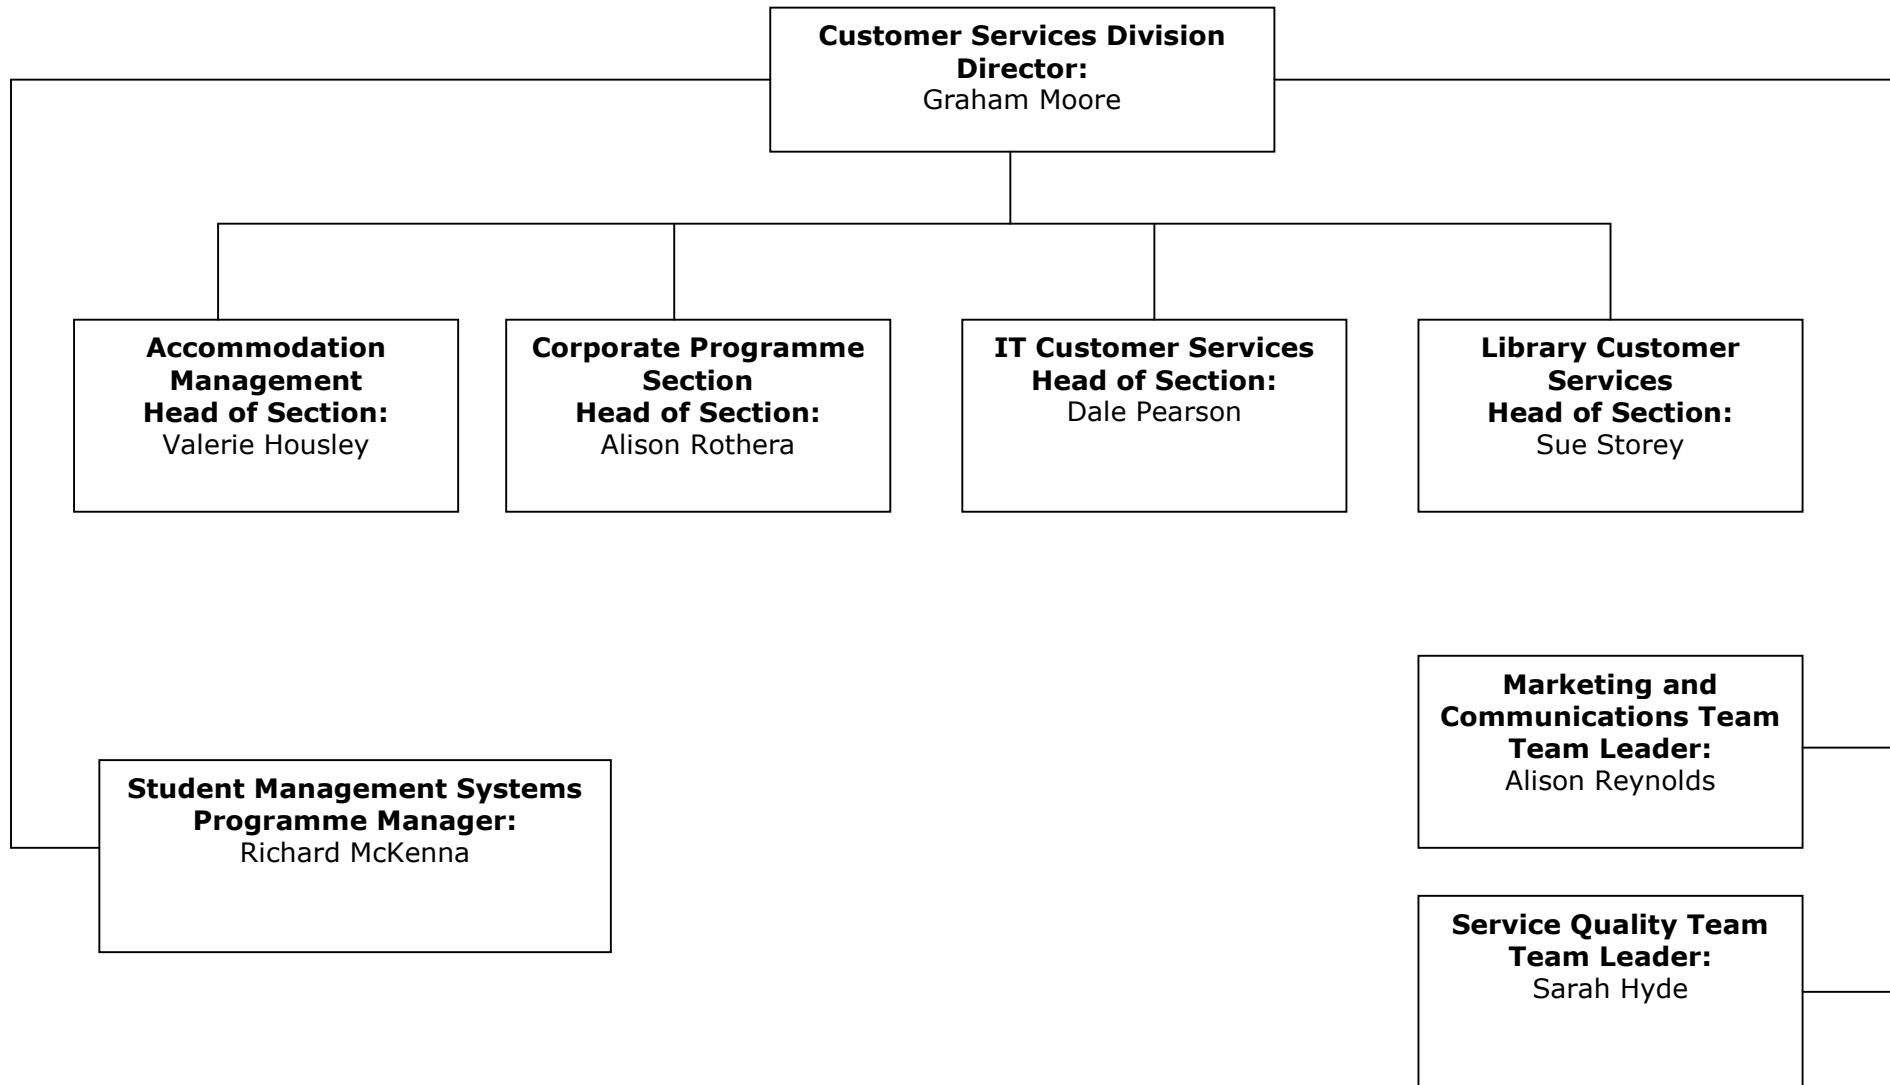 Customer Services Division
Director:
Graham Moore
Accommodation
Management
Head of Section:
Valerie Housley
Corporate Programme
Section
Head of Section:
Alison Rothera
IT Customer Services
Head of Section:
Dale Pearson
Library Customer
Services
Head of Section:
Sue Storey
Marketing and
Communications Team
Team Leader:
Alison Reynolds
Student Management Systems
Programme Manager:
Richard McKenna
Service Quality Team
Team Leader:
Sarah Hyde